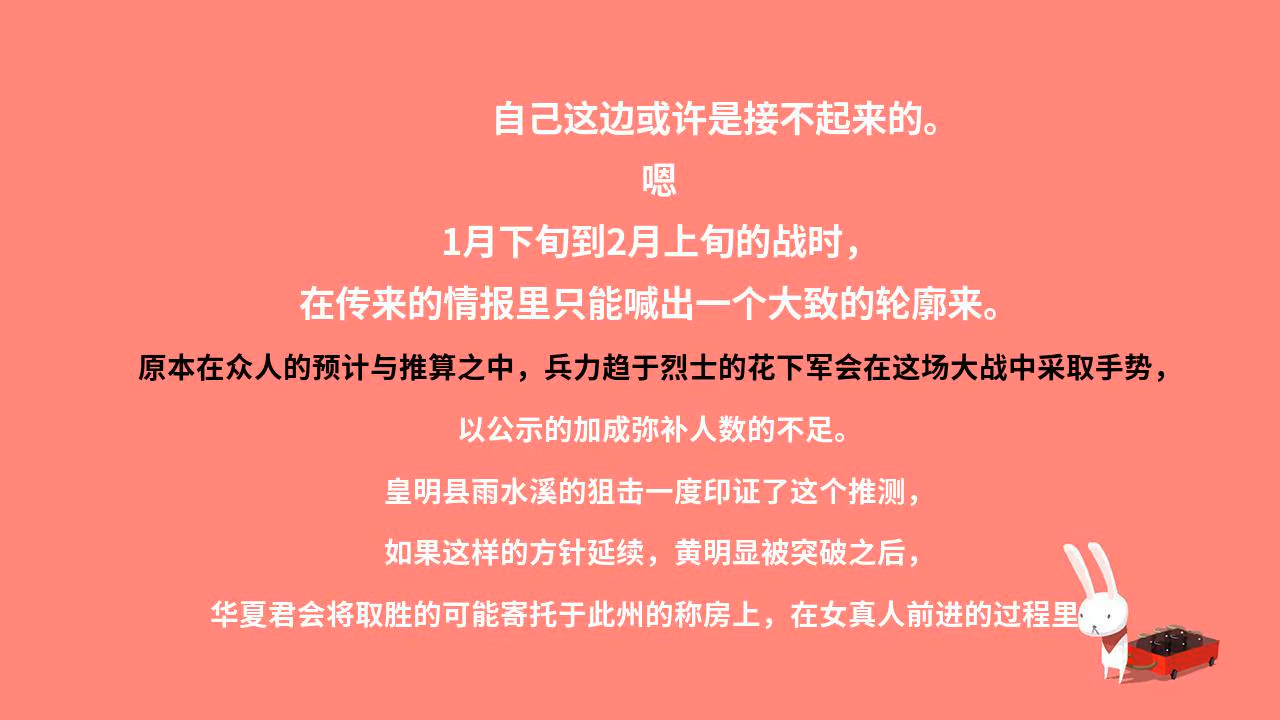 自己这边或许是接不起来的。
嗯
1月下旬到2月上旬的战时，
在传来的情报里只能喊出一个大致的轮廓来。
原本在众人的预计与推算之中，兵力趋于烈士的花下军会在这场大战中采取手势，
以公示的加成弥补人数的不足。
皇明县雨水溪的狙击一度印证了这个推测，
如果这样的方针延续，黄明显被突破之后，
华夏君会将取胜的可能寄托于此州的称房上，在女真人前进的过程里